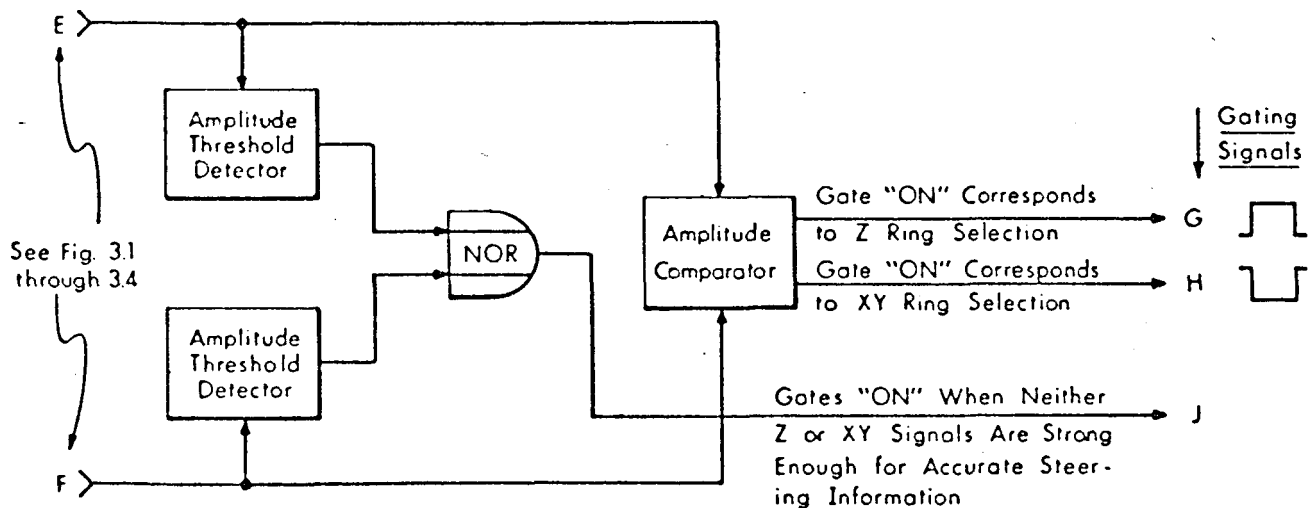 E
Amplitude
Threshold
Detector
See Fig. 3.1
through 3.4
Amplitude
Threshold
Detector
F
NOR
Amplitude
Comparator
Gate "ON" Corresponds
to Z Ring Selection
Gate "ON" Corresponds
to XY Ring Selection
Gates "ON" When Neither
Z or XY Signals Are Strong
Enough for Accurate Steer-
ing Information
Gating
Signals
G
H
J